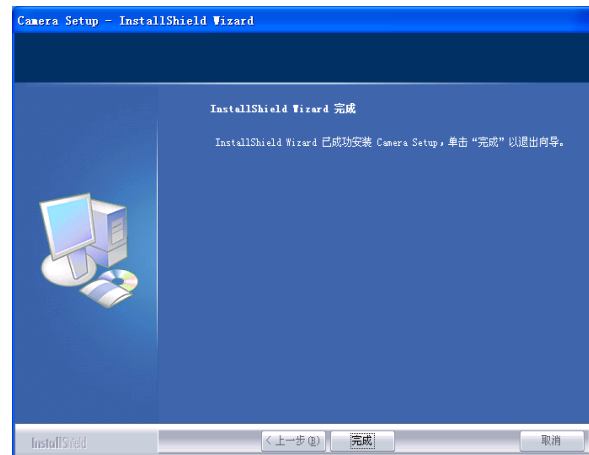 Camera Setup - InstallShield Wizard
InstallShield Wizard 完成
InstallShield Wizard 已成功安装 Camera Setup，单击“完成”以退出向导。
InstallShield
< 上一步(B)
完成
取消